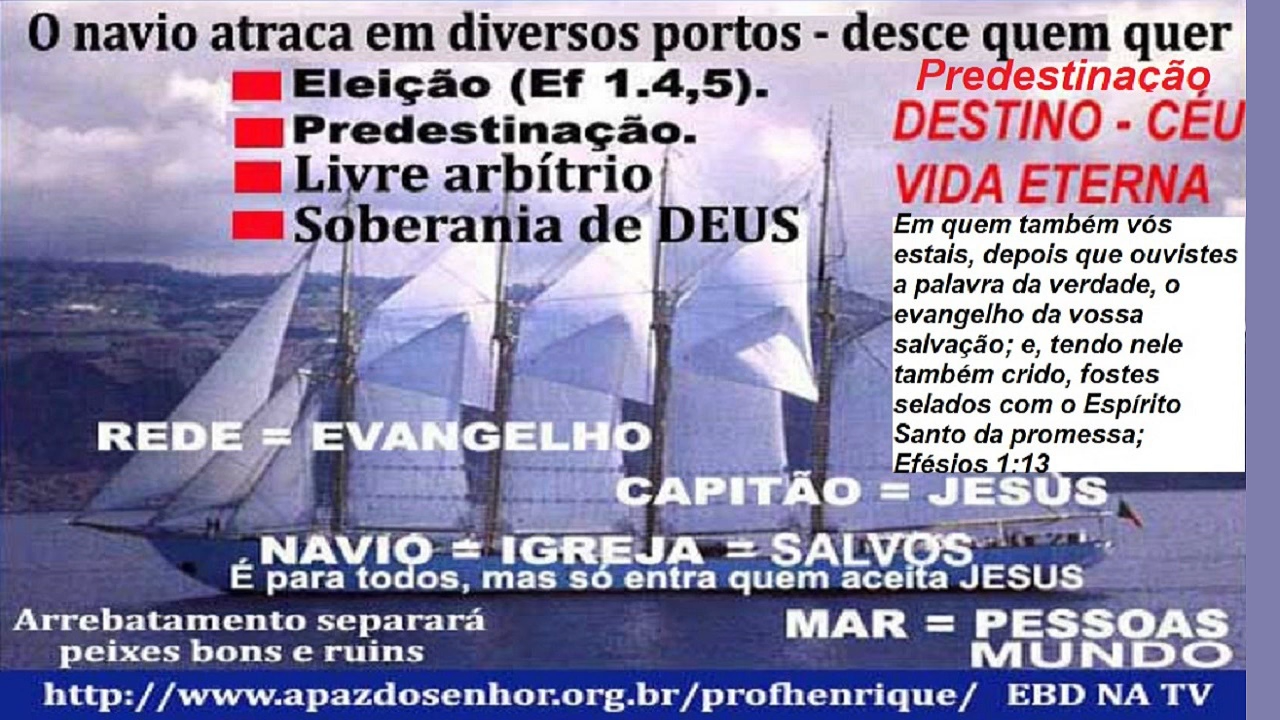 O navio atraca em diversos portos - desce quem quer
Eleição (Ef 1.4,5).
Predestinação.
Livre arbítrio
Soberania de DEUS
Predestinação
DESTINO - CÉU
VIDA ETERNA
Em quem também vós
estais, depois que ouvistes
a palavra da verdade, o
evangelho da vossa
salvação; e, tendo nele
também crido, fostes
selados com o Espírito
Santo da promessa;
Efésios 1:13
REDE = EVANGELHO
CAPITÃO = JESUS
NAVIO = IGREJA = SALVOS
É para todos, mas só entra quem aceita JESUS
Arrebatamento separará
peixes bons e ruins
MAR = PESSOAS
MUNDO
http://www.apazdosenhor.org.br/profhenrique/ EBD NA TV